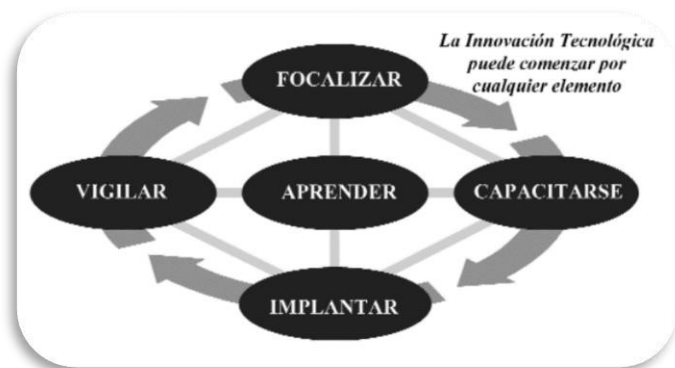 La Innovación Tecnológica
puede comenzar por
cualquier elemento
FOCALIZAR
VIGILAR
APRENDER
CAPACITARSE
IMPLANTAR